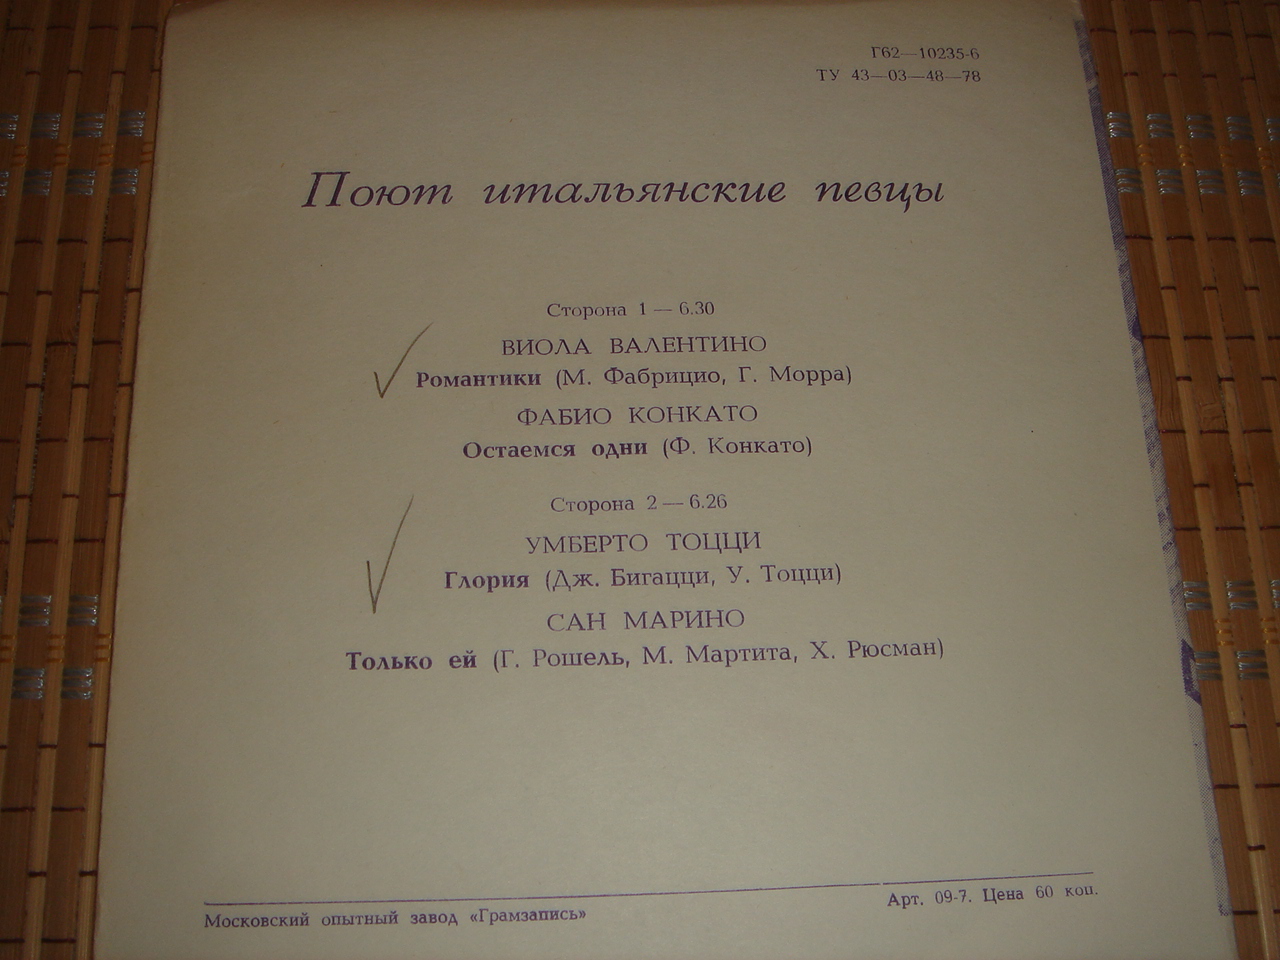 Г62—10235-6
ТУ 43—03—48—78
Поют итальянские певцы
Сторона 1 — 6.30
ВИОЛА ВАЛЕНТИНО
Романтики (М. Фабрицио, Г. Морра)
ФАБИО КОНКАТО
Остаемся одни (Ф. Конкато)
Сторона 2 — 6.26
УМБЕРТО ТОЦЦИ
Глория (Дж. Бигацци, У. Тоцци)
САН МАРИНО
Только ей (Г. Рошель, М. Мартита, Х. Рюсман)
Московский опытный завод «Грамзапись»
Арт. 09-7. Цена 60 коп.